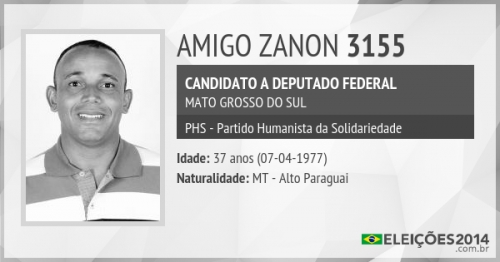 AMIGO ZANON 3155
CANDIDATO A DEPUTADO FEDERAL
MATO GROSSO DO SUL
PHS - Partido Humanista da Solidariedade
Idade: 37 anos (07-04-1977)
Naturalidade: MT - Alto Paraguai
ELEIÇÕES2014
.com.br